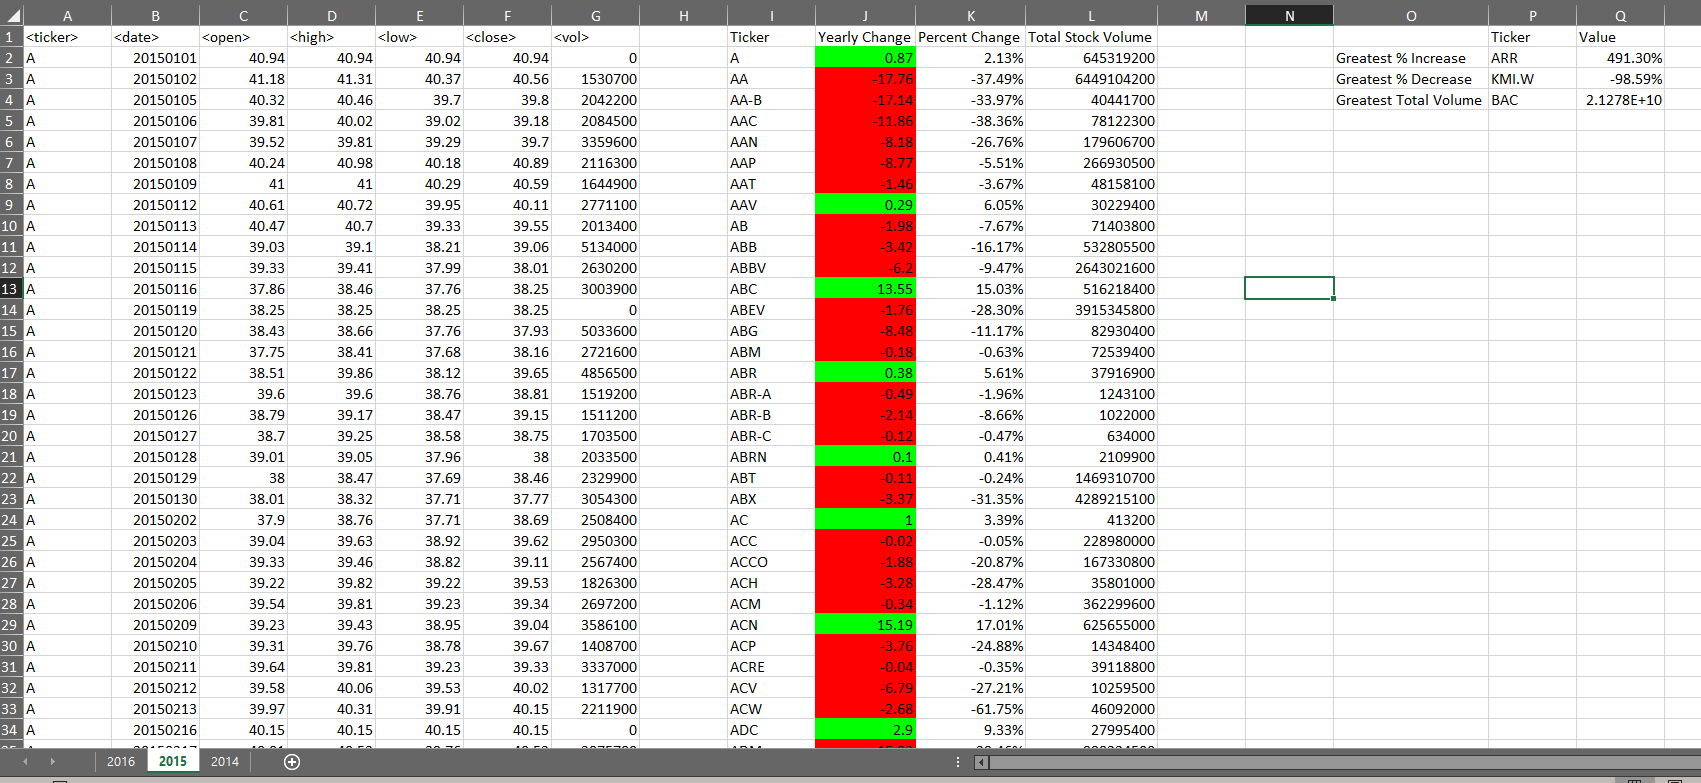 A B C D E F G H I J K L M N O P Q
1 <ticker> <date> <open> <high> <low> <close> <vol> Ticker Yearly Change Percent Change Total Stock Volume Ticker Value
2 A 20150101 40.94 40.94 40.94 40.94 0 A 0.87 2.13% 645319200 Greatest % Increase ARR 491.30%
3 A 20150102 41.18 41.31 40.37 40.56 1530700 AA -17.76 -37.49% 6449104200 Greatest % Decrease KMI.W -98.59%
4 A 20150105 40.32 40.46 39.7 39.8 2042200 AA-B -17.14 -33.97% 40441700 Greatest Total Volume BAC 2.1278E+10
5 A 20150106 39.81 40.02 39.02 39.18 2084500 AAC -11.86 -38.36% 78122300
6 A 20150107 39.52 39.81 39.29 39.7 3359600 AAN -8.18 -26.76% 179606700
7 A 20150108 40.24 40.98 40.18 40.89 2116300 AAP -8.77 -5.51% 266930500
8 A 20150109 41 41 40.29 40.59 1644900 AAT -1.46 -3.67% 48158100
9 A 20150112 40.61 40.72 39.95 40.11 2771100 AAV 0.29 6.05% 30229400
10 A 20150113 40.47 40.7 39.33 39.55 2013400 AB -1.98 -7.67% 71403800
11 A 20150114 39.03 39.1 38.21 39.06 5134000 ABB -3.42 -16.17% 532805500
12 A 20150115 39.33 39.41 37.99 38.01 2630200 ABBV -6.2 -9.47% 2643021600
13 A 20150116 37.86 38.46 37.76 38.25 3003900 ABC 13.55 15.03% 516218400
14 A 20150119 38.25 38.25 38.25 38.25 0 ABEV -1.76 -28.30% 3915345800
15 A 20150120 38.43 38.66 37.76 37.93 5033600 ABG -8.48 -11.17% 82930400
16 A 20150121 37.75 38.41 37.68 38.16 2721600 ABM -0.18 -0.63% 72539400
17 A 20150122 38.51 39.86 38.12 39.65 4856500 ABR 0.38 5.61% 37916900
18 A 20150123 39.6 39.6 38.76 38.81 1519200 ABR-A -0.49 -1.96% 1243100
19 A 20150126 38.79 39.17 38.47 39.15 1511200 ABR-B -2.14 -8.66% 1022000
20 A 20150127 38.7 39.25 38.58 38.75 1703500 ABR-C -0.12 -0.47% 634000
21 A 20150128 39.01 39.05 37.96 38 2033500 ABRN 0.1 0.41% 2109900
22 A 20150129 38 38.47 37.69 38.46 2329900 ABT -0.11 -0.24% 1469310700
23 A 20150130 38.01 38.32 37.71 37.77 3054300 ABX -3.37 -31.35% 4289215100
24 A 20150202 37.9 38.76 37.71 38.69 2508400 AC 1 3.39% 413200
25 A 20150203 39.04 39.63 38.92 39.62 2950300 ACC -0.02 -0.05% 228980000
26 A 20150204 39.33 39.46 38.82 39.11 2567400 ACCO -1.88 -20.87% 167330800
27 A 20150205 39.22 39.82 39.22 39.53 1826300 ACH -3.28 -28.47% 35801000
28 A 20150206 39.54 39.81 39.23 39.34 2697200 ACM -0.34 -1.12% 362299600
29 A 20150209 39.23 39.43 38.95 39.04 3586100 ACN 15.19 17.01% 625655000
30 A 20150210 39.31 39.76 38.78 39.67 1408700 ACP -3.76 -24.88% 14348400
31 A 20150211 39.64 39.81 39.23 39.33 3337000 ACRE -0.04 -0.35% 39118800
32 A 20150212 39.58 40.06 39.53 40.02 1317700 ACV -6.79 -27.21% 10259500
33 A 20150213 39.97 40.31 39.91 40.15 2211900 ACW -2.68 -61.75% 46092000
34 A 20150216 40.15 40.15 40.15 40.15 0 ADC 2.9 9.33% 27995400
2016 2015 2014